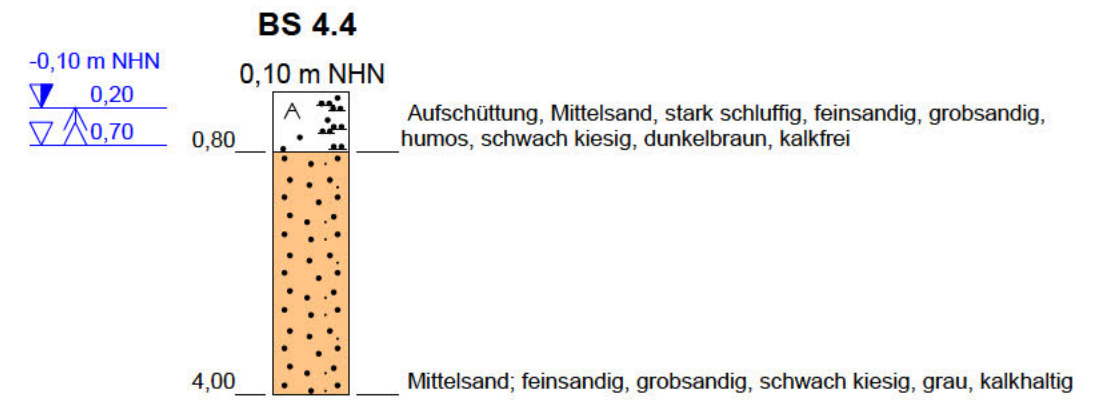 BS 4.4
-0,10 m NHN
0,10 m NHN
0,20
0,70
A
0,80
Aufschüttung, Mittelsand, stark schluffig, feinsandig, grobsandig,
humos, schwach kiesig, dunkelbraun, kalkfrei
4,00
Mittelsand; feinsandig, grobsandig, schwach kiesig, grau, kalkhaltig